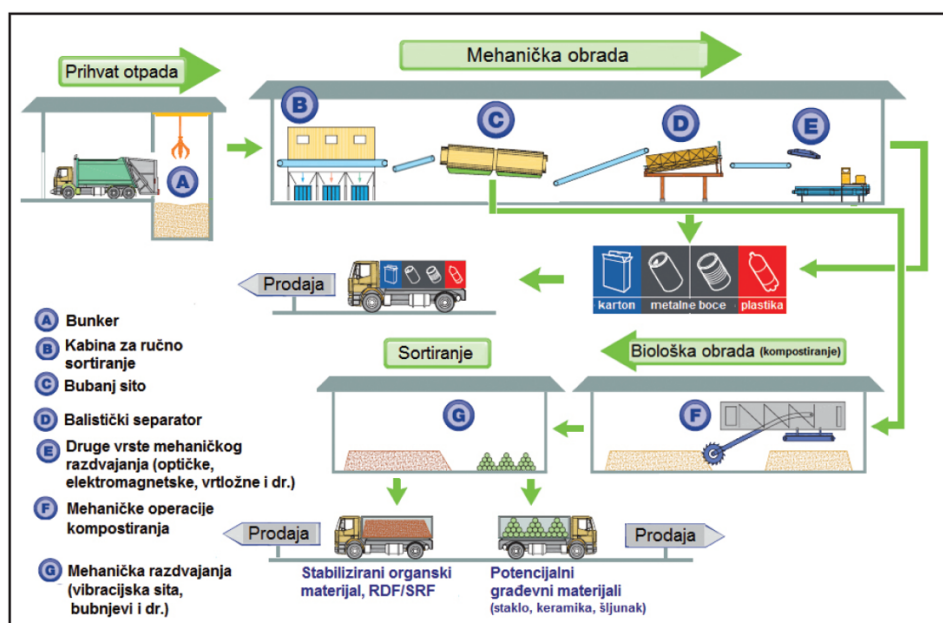 Prihvat otpada
Mehanička obrada
A
B
C
D
E
karton
metalne boce
plastika
Prodaja
A Bunker
B Kabina za ručno
sortiranje
C Bubanj sito
D Balistički separator
E Druge vrste mehaničkog
razdvajanja (optičke,
elektromagnetske, vrtložne i dr.)
F Mehaničke operacije
kompostiranja
G Mehanička razdvajanja
(vibracijska sita,
bubnjevi i dr.)
Sortiranje
Biološka obrada (kompostiranje)
G
F
Prodaja
Prodaja
Stabilizirani organski
materijal, RDF/SRF
Potencijalni
građevni materijali
(staklo, keramika, šljunak)